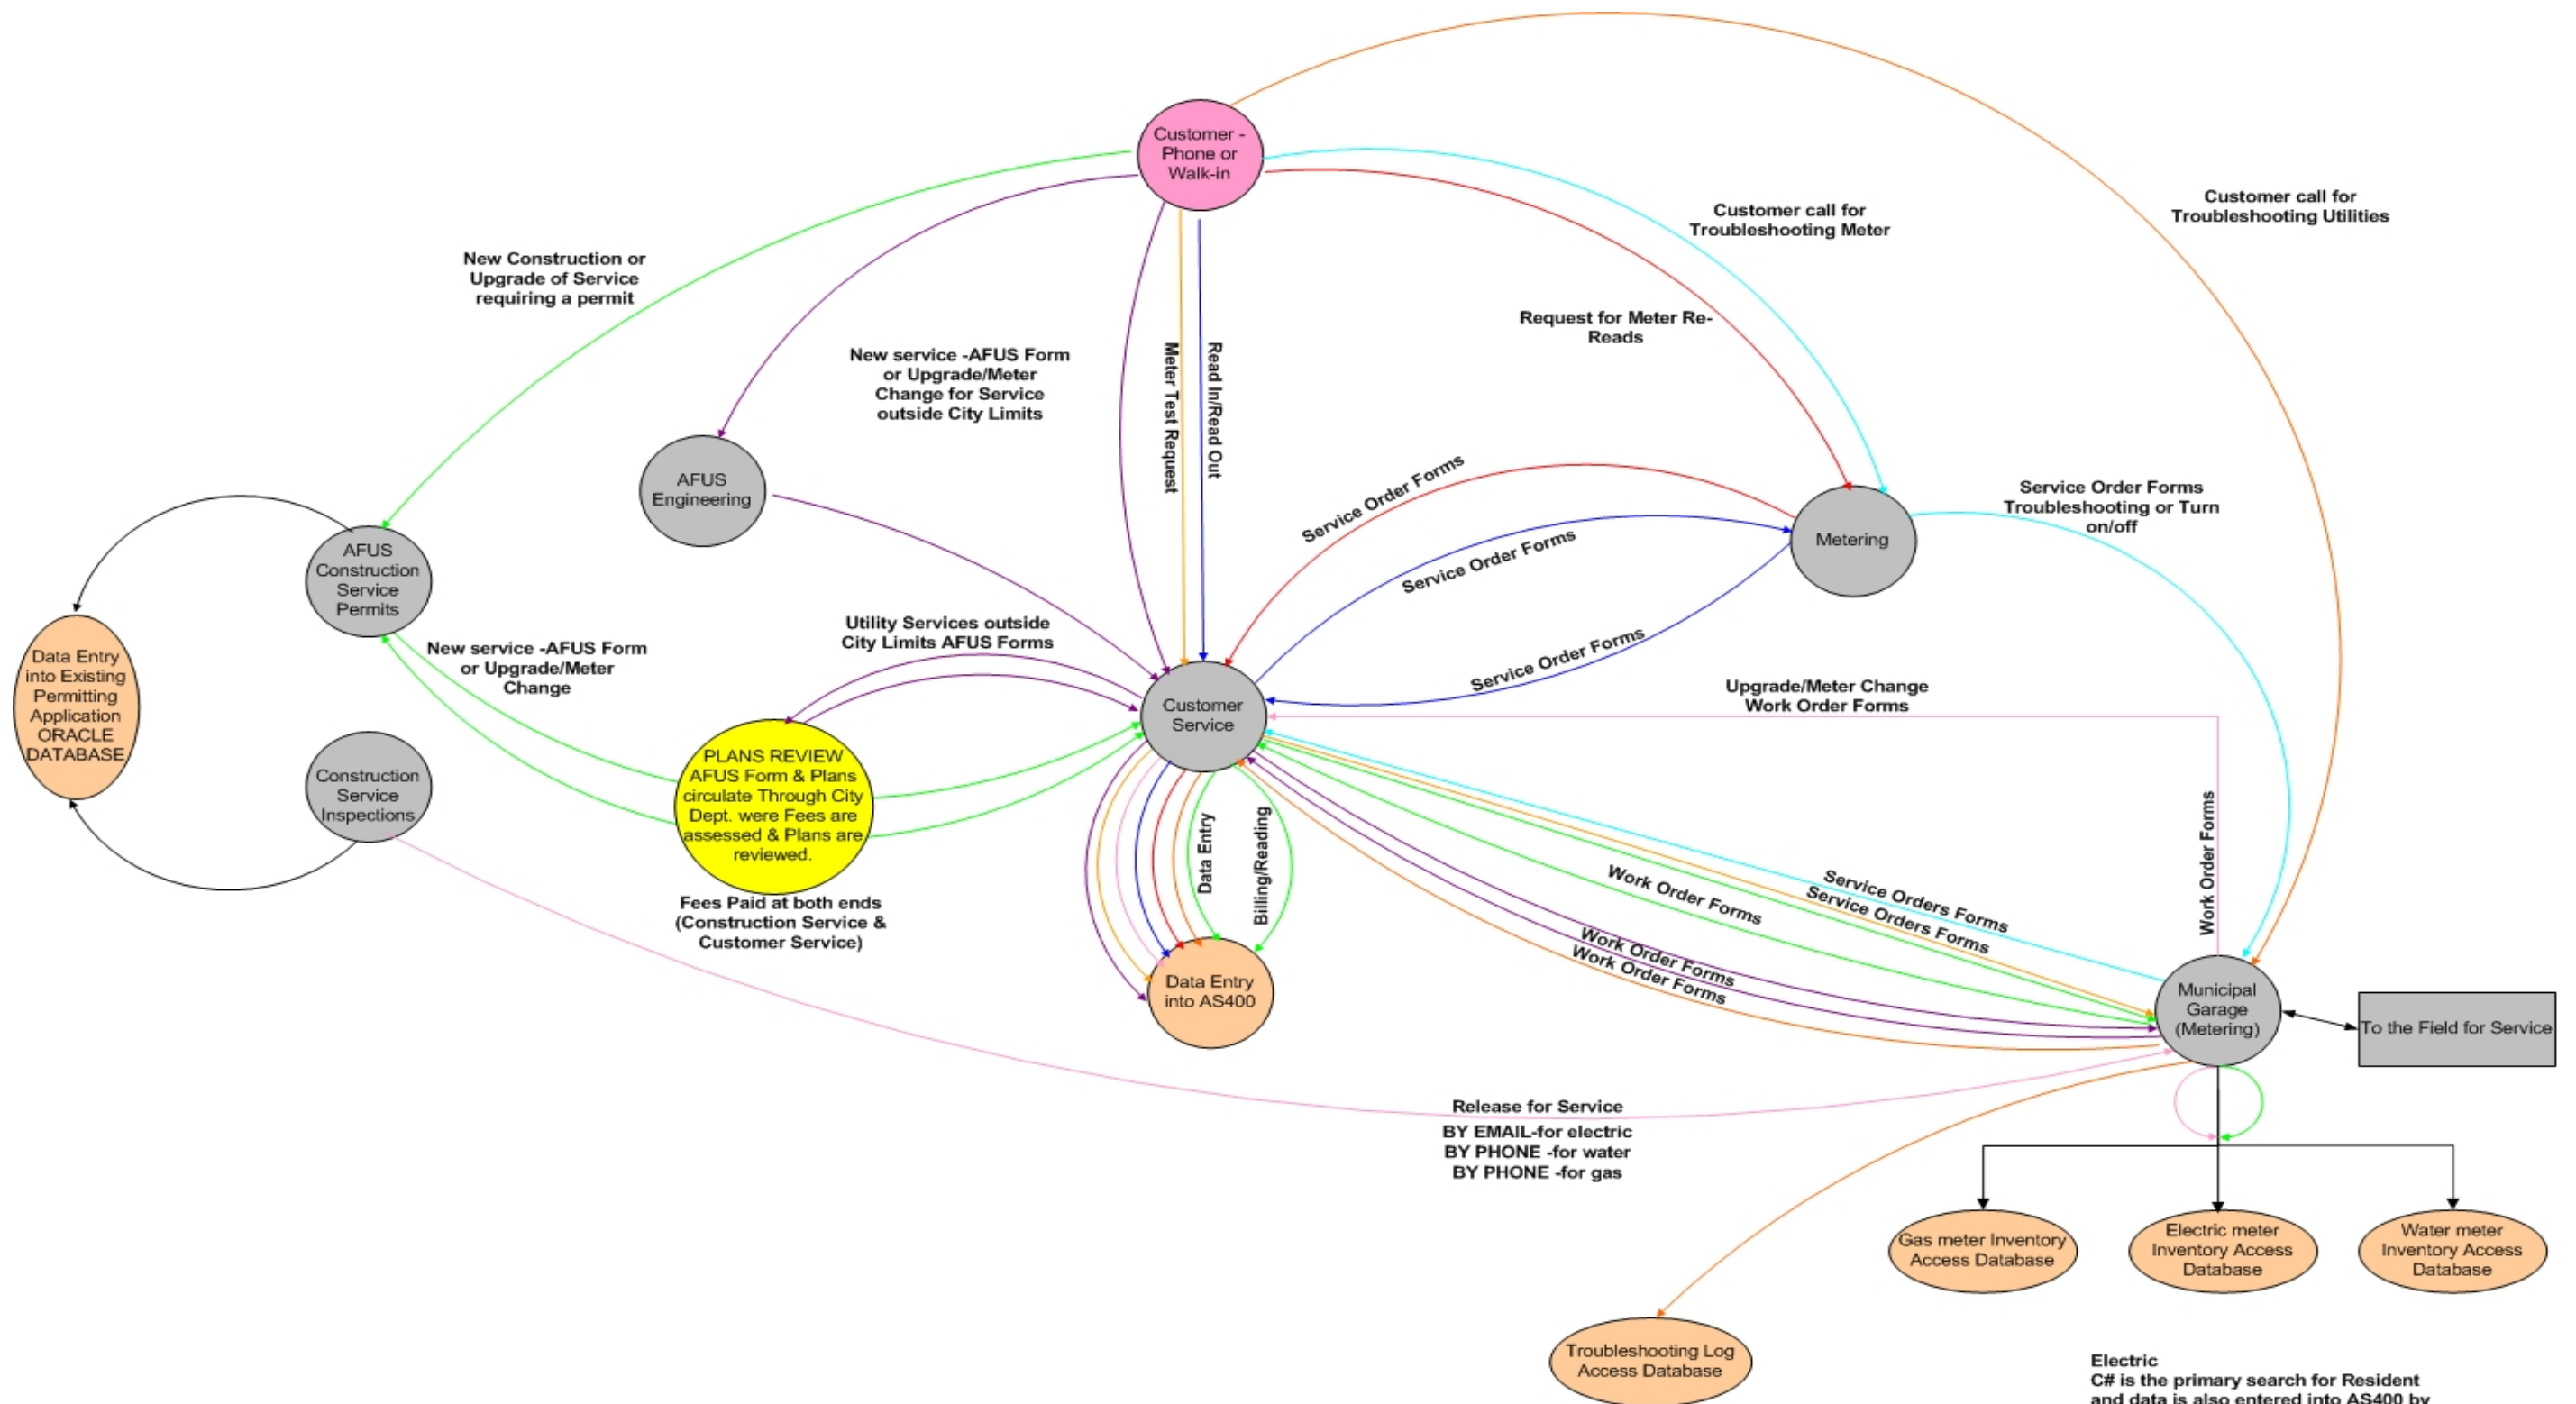 Customer -
Phone or
Walk-in
Customer call for
Troubleshooting Utilities
Customer call for
Troubleshooting Meter
New Construction or
Upgrade of Service
requiring a permit
Request for Meter Re-
Reads
New service -AFUS Form
or Upgrade/Meter
Change for Service
outside City Limits
Meter Test Request
Read In/Read Out
AFUS
Engineering
Service Order Forms
Service Order Forms
Service Order Forms
Metering
Service Order Forms
Troubleshooting or Turn
on/off
AFUS
Construction
Service
Permits
Data Entry
into Existing
Permitting
Application
ORACLE
DATABASE
New service -AFUS Form
or Upgrade/Meter
Change
Utility Services outside
City Limits AFUS Forms
Customer
Service
Upgrade/Meter Change
Work Order Forms
Construction
Service
Inspections
PLANS REVIEW
AFUS Form & Plans
circulate Through City
Dept. were Fees are
assessed & Plans are
reviewed.
Fees Paid at both ends
(Construction Service &
Customer Service)
Data Entry
Billing/Reading
Data Entry
into AS400
Work Order Forms
Service Orders Forms
Service Orders Forms
Work Order Forms
Work Order Forms
Work Order Forms
Municipal
Garage
(Metering)
To the Field for Service
Release for Service
BY EMAIL-for electric
BY PHONE -for water
BY PHONE -for gas
Gas meter Inventory
Access Database
Electric meter
Inventory Access
Database
Water meter
Inventory Access
Database
Troubleshooting Log
Access Database
Electric
C# is the primary search for Resident
and data is also entered into AS400 by